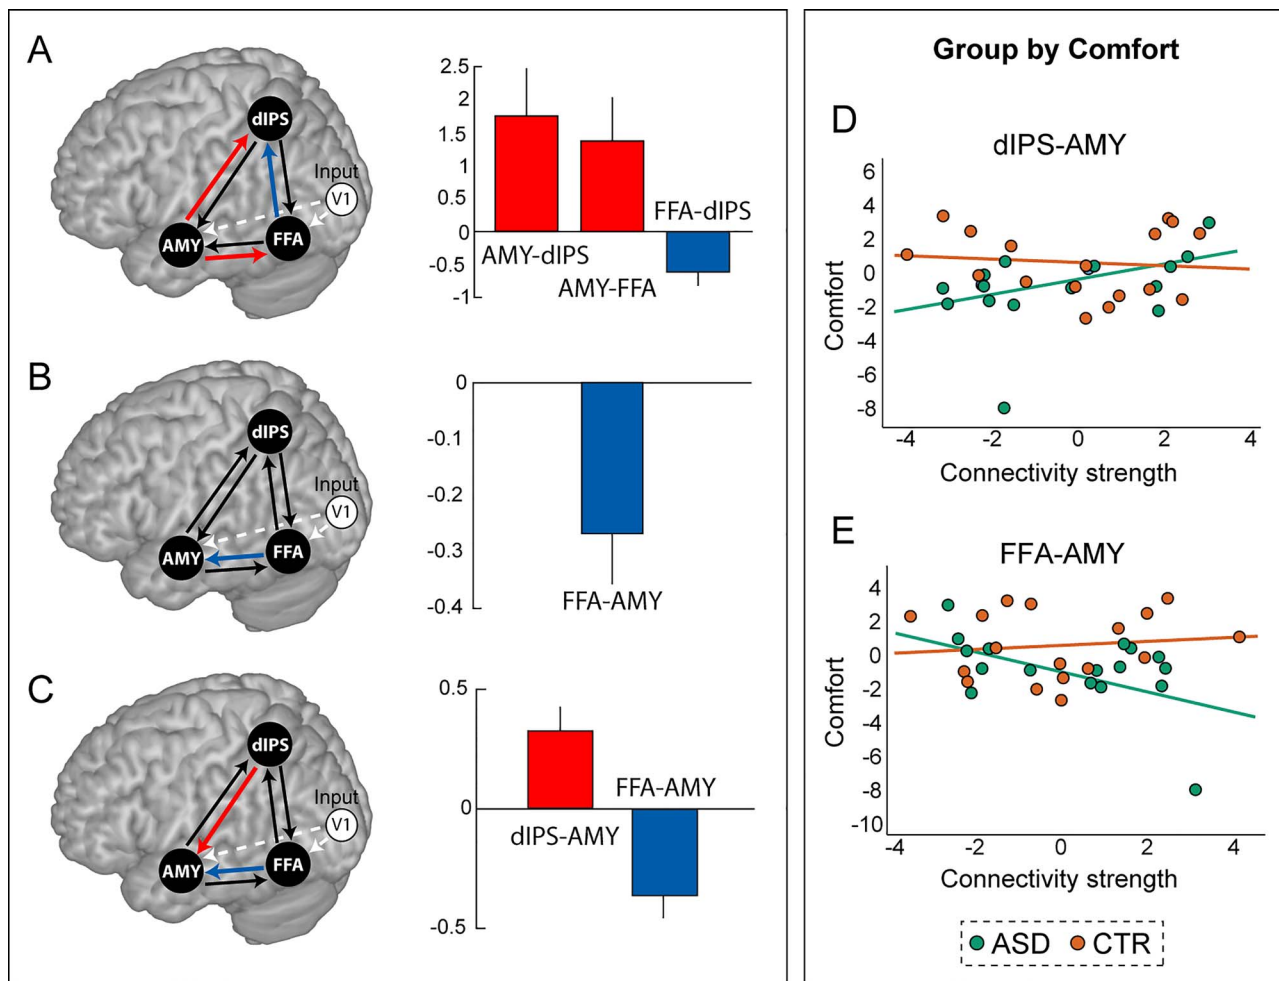 A
dIPS
Input
V1
AMY
FFA
2.5
2
1.5
1
0.5
0
-0.5
-1
AMY-dIPS
AMY-FFA
FFA-dIPS
B
dIPS
Input
V1
AMY
FFA
0
-0.1
-0.2
-0.3
-0.4
FFA-AMY
C
dIPS
Input
V1
AMY
FFA
0.5
0
-0.5
dIPS-AMY
FFA-AMY
Group by Comfort
D
dIPS-AMY
Comfort
6
4
2
0
-2
-4
-6
-8
-4 -2 0 2 4
Connectivity strength
E
FFA-AMY
Comfort
4
2
0
-2
-4
-6
-8
-10
-4 -2 0 2 4
Connectivity strength
ASD CTR